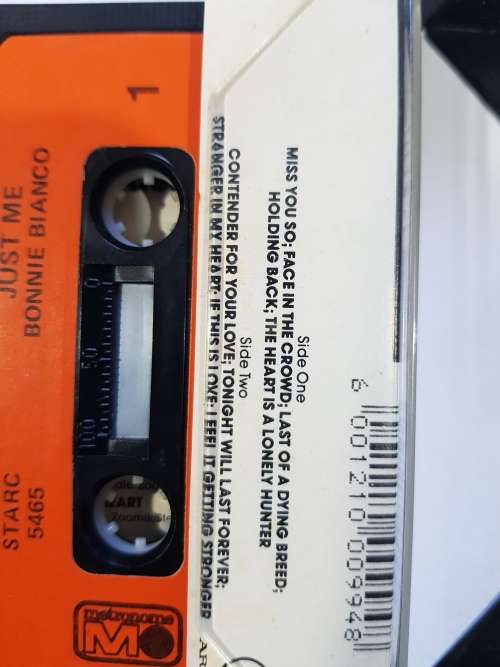 1
JUST ME
BONNIE BIANCO
STARC
5465
0 50 100
metronome
M
Side One
MISS YOU SO; FACE IN THE CROWD; LAST OF A DYING BREED;
HOLDING BACK; THE HEART IS A LONELY HUNTER
Side Two
CONTENDER FOR YOUR LOVE; TONIGHT WILL LAST FOREVER;
STRANGER IN MY HEART; IF THIS IS LOVE; I FEEL IT GETTING STRONGER
6 001210 009948